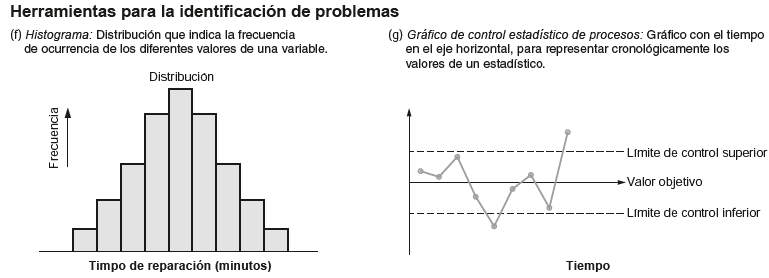 Herramientas para la identificación de problemas
(f) Histograma: Distribución que indica la frecuencia
de ocurrencia de los diferentes valores de una variable.
Distribución
Frecuencia
Timpo de reparación (minutos)
(g) Gráfico de control estadístico de procesos: Gráfico con el tiempo
en el eje horizontal, para representar cronológicamente los
valores de un estadístico.
Límite de control superior
Valor objetivo
Límite de control inferior
Tiempo